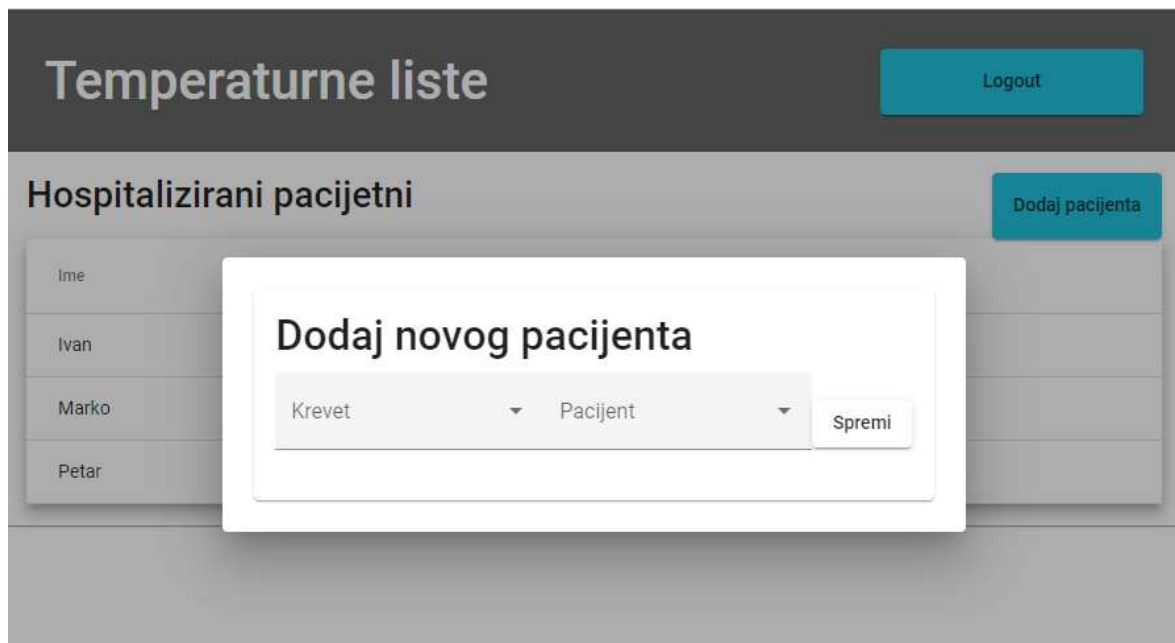 Temperaturne liste
Logout
Hospitalizirani pacijetni
Dodaj pacijenta
Ime
Ivan
Marko
Petar
Dodaj novog pacijenta
Krevet
Pacijent
Spremi